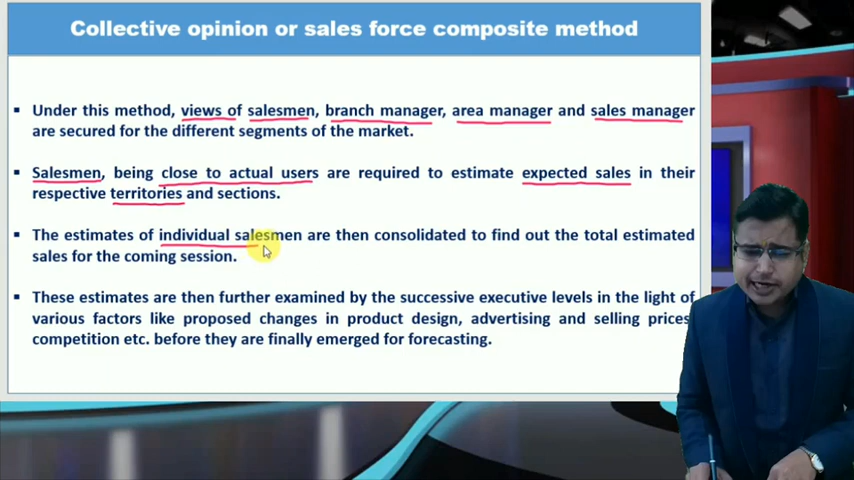 Collective opinion or sales force composite method
▪ Under this method, views of salesmen, branch manager, area manager and sales manager
are secured for the different segments of the market.
▪ Salesmen, being close to actual users are required to estimate expected sales in their
respective territories and sections.
▪ The estimates of individual salesmen are then consolidated to find out the total estimated
sales for the coming session.
▪ These estimates are then further examined by the successive executive levels in the light of
various factors like proposed changes in product design, advertising and selling prices
competition etc. before they are finally emerged for forecasting.